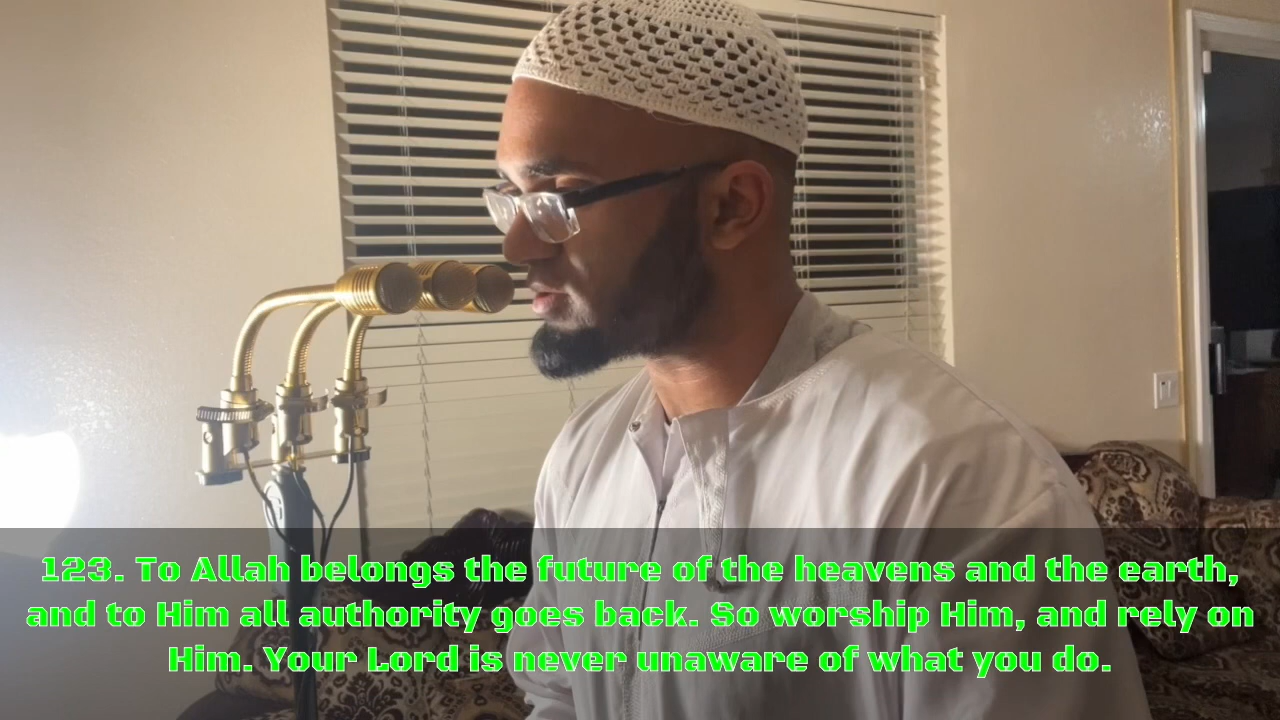 123. To Allah belongs the future of the heavens and the earth,
and to Him all authority goes back. So worship Him, and rely on
Him. Your Lord is never unaware of what you do.